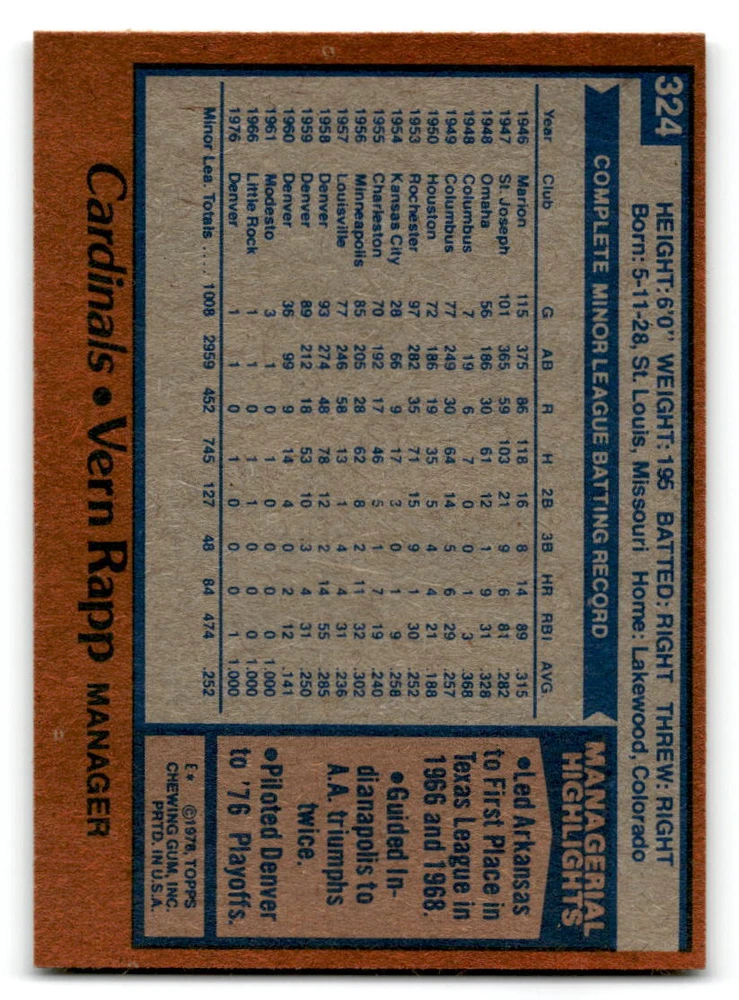 324
HEIGHT: 6'0" WEIGHT: 195 BATTED: RIGHT THREW: RIGHT
Born: 5-11-28, St. Louis, Missouri Home: Lakewood, Colorado
COMPLETE MINOR LEAGUE BATTING RECORD
Year Club G AB R H 2B 3B HR RBI AVG
1946 Marion 115 375 86 118 16 8 14 89 .315
1947 St. Joseph 101 365 59 103 21 9 6 81 .282
1948 Omaha 56 186 30 61 12 1 9 31 .328
1948 Columbus 7 19 6 7 0 0 1 3 .368
1949 Columbus 77 249 30 64 14 5 6 29 .257
1950 Houston 72 186 19 35 5 4 4 21 .188
1953 Rochester 97 282 35 71 15 9 1 30 .252
1954 Kansas City 28 66 9 17 3 0 1 9 .258
1955 Charleston 70 192 17 46 5 1 7 19 .240
1956 Minneapolis 85 205 28 62 8 2 11 32 .302
1957 Louisville 77 246 58 13 1 4 4 31 .236
1958 Denver 93 274 48 78 12 2 14 55 .285
1959 Denver 89 212 18 53 10 3 4 31 .250
1960 Denver 36 99 9 14 4 0 2 12 .141
1961 Modesto 3 1 0 1 0 0 0 0 1.000
1966 Little Rock 1 1 0 1 1 0 0 0 1.000
1976 Denver 1 1 0 1 0 0 0 1 1.000
Minor Lea. Totals .... 1008 2959 452 745 127 48 84 474 .252
MANAGERIAL
HIGHLIGHTS
•Led Arkansas
to First Place in
Texas League in
1966 and 1968.
•Guided In-
dianapolis to
A.A. triumphs
twice.
•Piloted Denver
to '76 Playoffs.
E* ©1978, TOPPS
CHEWING GUM, INC.
PRTD. IN U.S.A.
Cardinals • Vern Rapp MANAGER